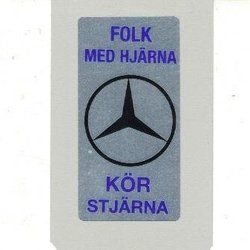 FOLK
MED HJÄRNA
KÖR
STJÄRNA